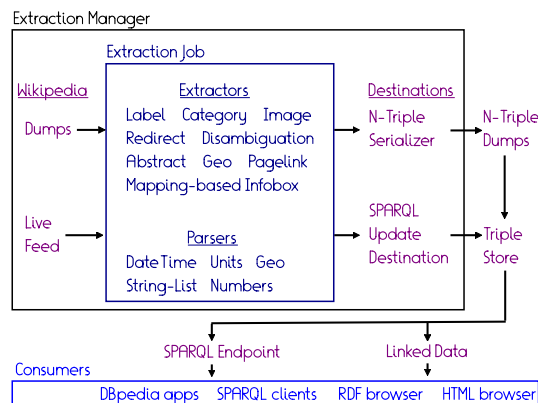 Extraction Manager
Extraction Job
Wikipedia
Dumps
Live
Feed
Extractors
Label Category Image
Redirect Disambiguation
Abstract Geo Pagelink
Mapping-based Infobox
Parsers
DateTime Units Geo
String-List Numbers
Destinations
N-Triple
Serializer
SPARQL
Update
Destination
N-Triple
Dumps
Triple
Store
SPARQL Endpoint
Linked Data
Consumers
DBpedia apps SPARQL clients RDF browser HTML browser